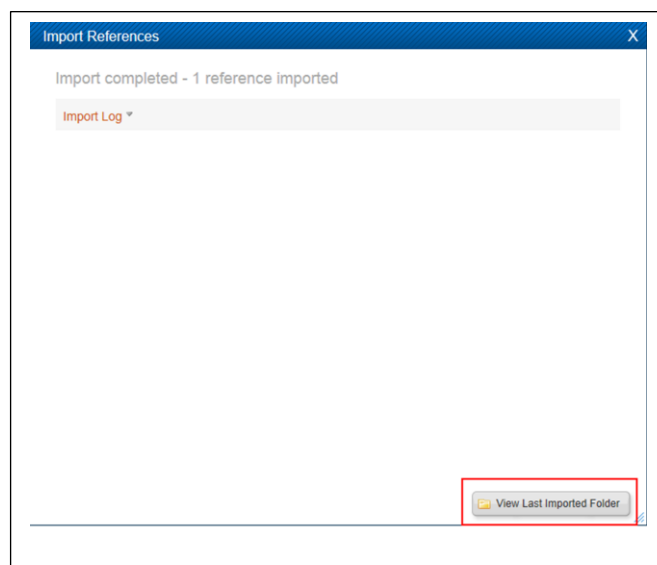 Import References X
Import completed - 1 reference imported
Import Log
View Last Imported Folder